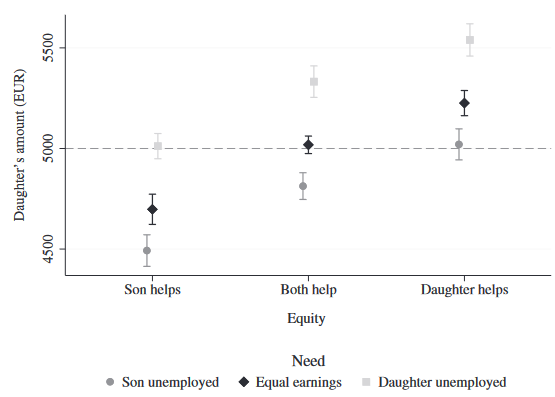 Daughter's amount (EUR)
5500
5000
4500
Son helps
Both help
Daughter helps
Equity
Need
Son unemployed
Equal earnings
Daughter unemployed